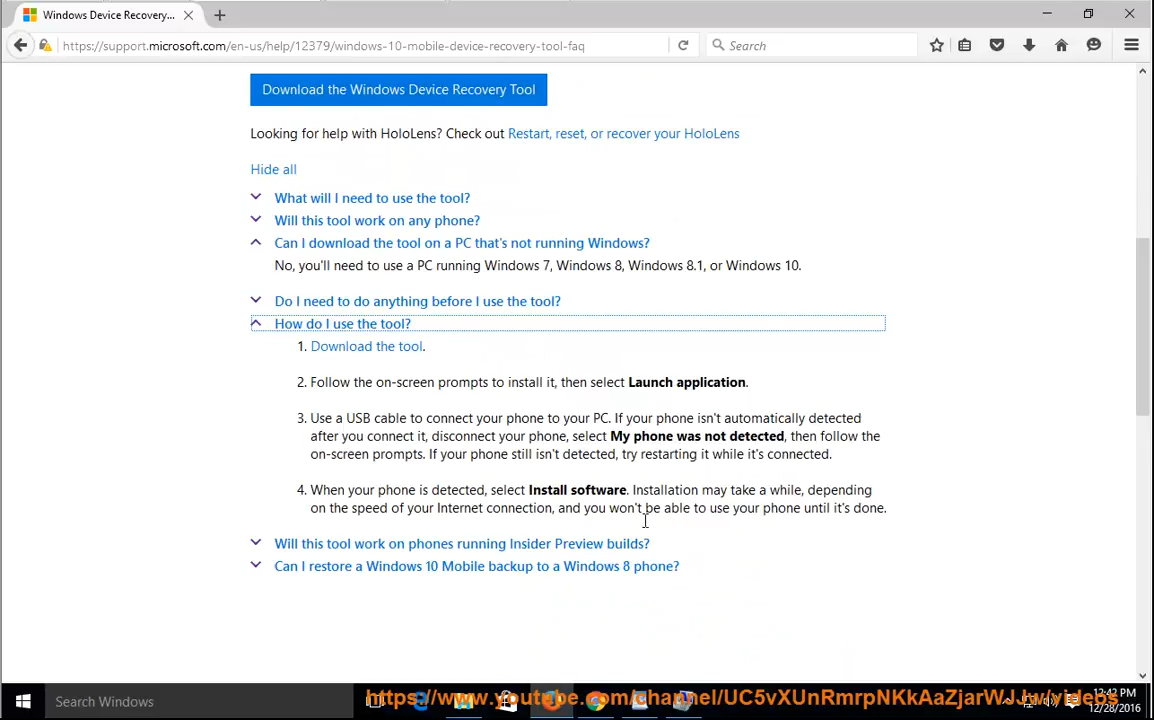 Windows Device Recovery...
https://support.microsoft.com/en-us/help/12379/windows-10-mobile-device-recovery-tool-faq
Search
Download the Windows Device Recovery Tool
Looking for help with HoloLens? Check out Restart, reset, or recover your HoloLens
Hide all
What will I need to use the tool?
Will this tool work on any phone?
Can I download the tool on a PC that's not running Windows?
No, you'll need to use a PC running Windows 7, Windows 8, Windows 8.1, or Windows 10.
Do I need to do anything before I use the tool?
How do I use the tool?
1. Download the tool.
2. Follow the on-screen prompts to install it, then select Launch application.
3. Use a USB cable to connect your phone to your PC. If your phone isn't automatically detected
after you connect it, disconnect your phone, select My phone was not detected, then follow the
on-screen prompts. If your phone still isn't detected, try restarting it while it's connected.
4. When your phone is detected, select Install software. Installation may take a while, depending
on the speed of your Internet connection, and you won't be able to use your phone until it's done.
Will this tool work on phones running Insider Preview builds?
Can I restore a Windows 10 Mobile backup to a Windows 8 phone?
Search Windows
https://www.youtube.com/channel/UC5vXUnRmrpNKkAaZjarWJJw/videos
12:42 PM
12/28/2016